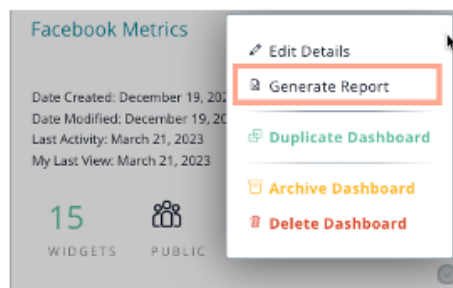 Facebook Metrics
Edit Details
Generate Report
Date Created: December 19,
Date Modified: December 19,
Last Activity: March 21, 2023
My Last View: March 21, 2023
Duplicate Dashboard
Archive Dashboard
Delete Dashboard
15
WIDGETS
PUBLIC